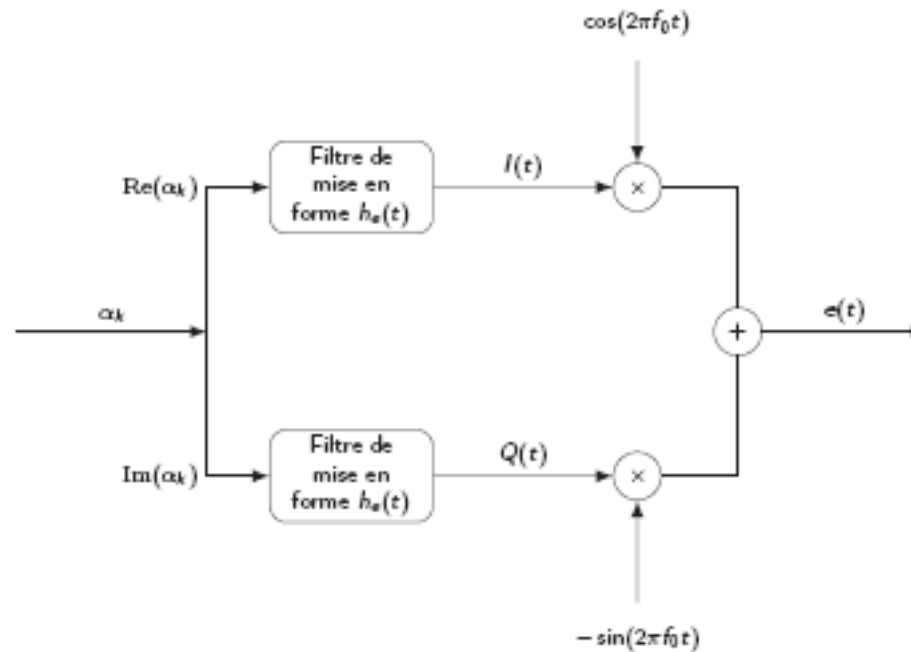 cos(2πf₀t)
Filtre de
mise en
forme hₑ(t)
Re(αₖ)
I(t)
×
αₖ
+
e(t)
Filtre de
mise en
forme hₑ(t)
Im(αₖ)
Q(t)
×
−sin(2πf₀t)